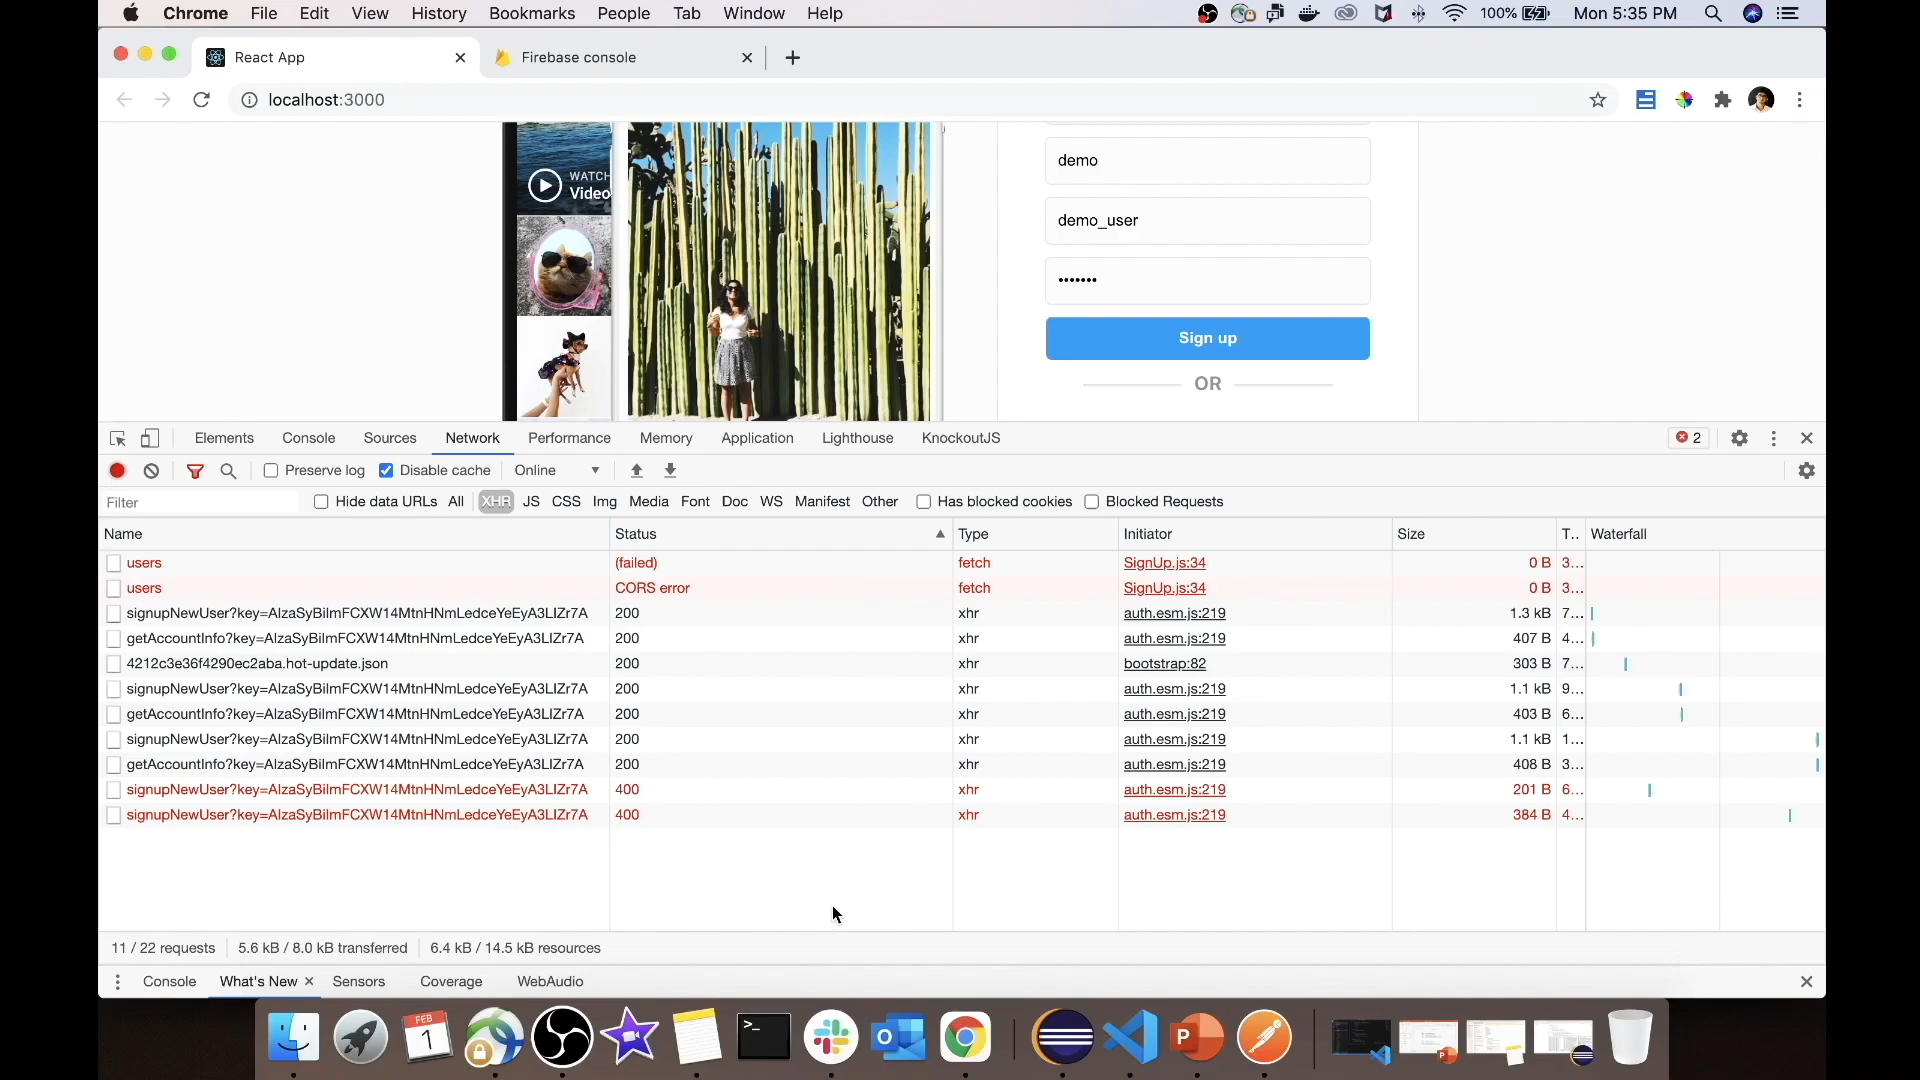 Chrome File Edit View History Bookmarks People Tab Window Help 100% Mon 5:35 PM
React App Firebase console
localhost:3000
WATCH
Video
demo
demo_user
•••••••
Sign up
OR
Elements Console Sources Network Performance Memory Application Lighthouse KnockoutJS 2
Preserve log Disable cache Online
Filter Hide data URLs All XHR JS CSS Img Media Font Doc WS Manifest Other Has blocked cookies Blocked Requests
Name Status Type Initiator Size T.. Waterfall
users (failed) fetch SignUp.js:34 0 B 3...
users CORS error fetch SignUp.js:34 0 B 3...
signupNewUser?key=AIzaSyBilmFCXW14MtnHNmLedceYeEyA3LIZr7A 200 xhr auth.esm.js:219 1.3 kB 7...
getAccountInfo?key=AIzaSyBilmFCXW14MtnHNmLedceYeEyA3LIZr7A 200 xhr auth.esm.js:219 407 B 4...
4212c3e36f4290ec2aba.hot-update.json 200 xhr bootstrap:82 303 B 7...
signupNewUser?key=AIzaSyBilmFCXW14MtnHNmLedceYeEyA3LIZr7A 200 xhr auth.esm.js:219 1.1 kB 9...
getAccountInfo?key=AIzaSyBilmFCXW14MtnHNmLedceYeEyA3LIZr7A 200 xhr auth.esm.js:219 403 B 6...
signupNewUser?key=AIzaSyBilmFCXW14MtnHNmLedceYeEyA3LIZr7A 200 xhr auth.esm.js:219 1.1 kB 1...
getAccountInfo?key=AIzaSyBilmFCXW14MtnHNmLedceYeEyA3LIZr7A 200 xhr auth.esm.js:219 408 B 3...
signupNewUser?key=AIzaSyBilmFCXW14MtnHNmLedceYeEyA3LIZr7A 400 xhr auth.esm.js:219 201 B 6...
signupNewUser?key=AIzaSyBilmFCXW14MtnHNmLedceYeEyA3LIZr7A 400 xhr auth.esm.js:219 384 B 4...
11 / 22 requests 5.6 kB / 8.0 kB transferred 6.4 kB / 14.5 kB resources
Console What's New Sensors Coverage WebAudio
FEB
1